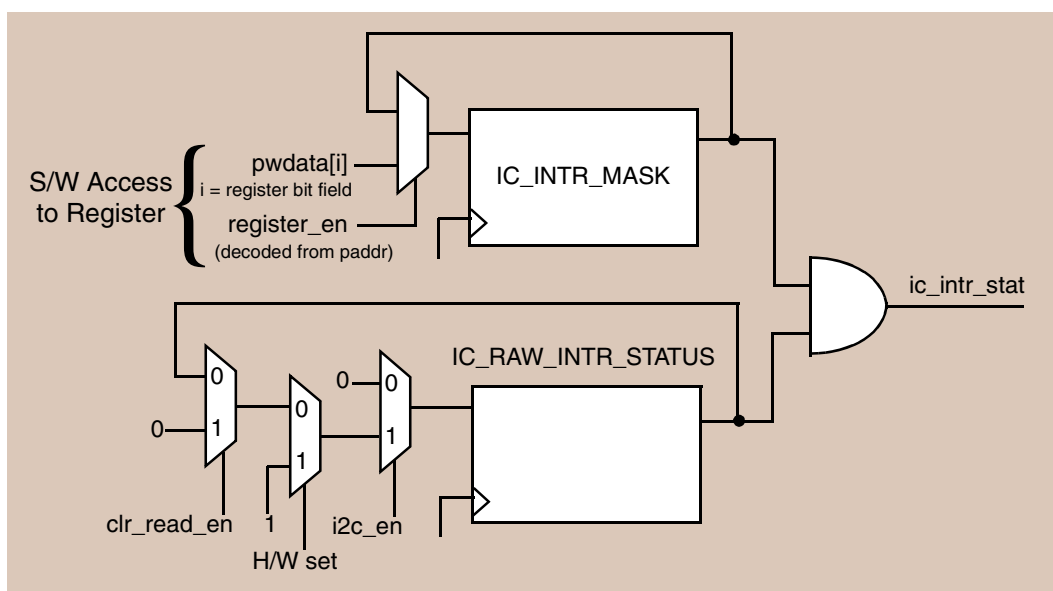 pwdata[i]
S/W Access
to Register
i = register bit field
IC_INTR_MASK
register_en
(decoded from paddr)
ic_intr_stat
IC_RAW_INTR_STATUS
0
0
0
0
0
1
1
1
clr_read_en
1
i2c_en
H/W set